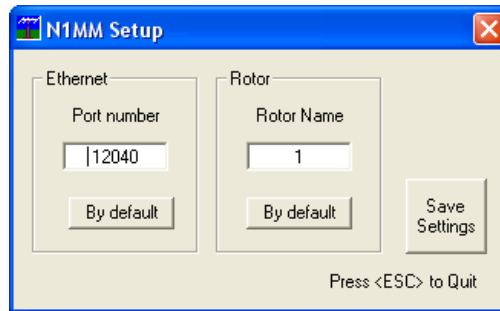 N1MM Setup
Ethernet
Rotor
Port number
Rotor Name
12040
1
By default
By default
Save
Settings
Press <ESC> to Quit